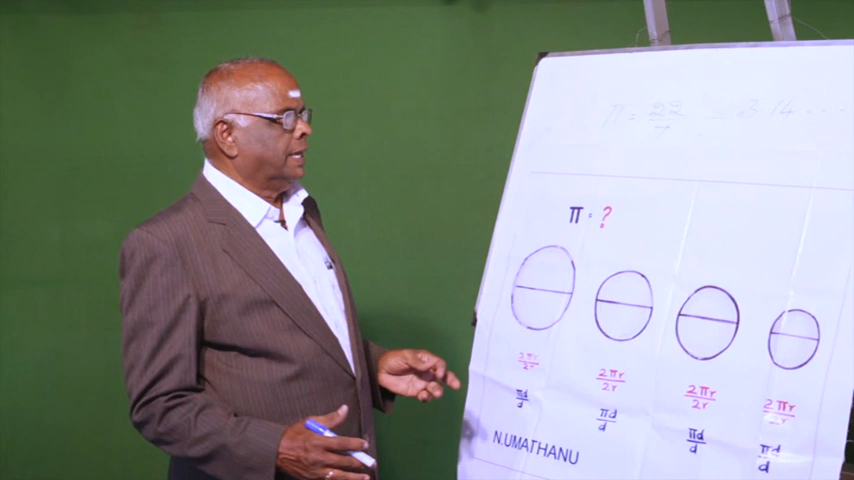 π = 22/7 = 3.14 ...
π = ?
2πr/2r 2πr/2r 2πr/2r 2πr/2r
πd/d πd/d πd/d πd/d
N.UMATHANU